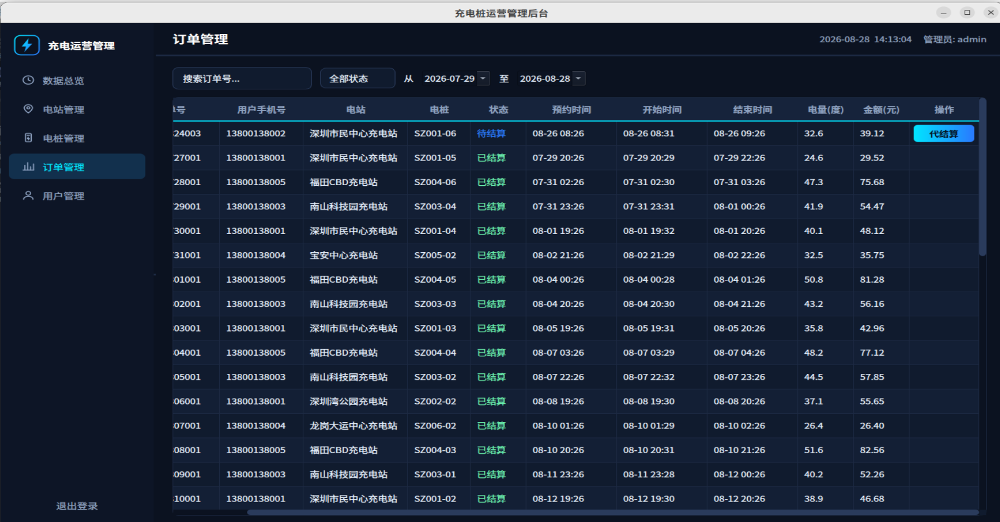 充电桩运营管理后台
充电运营管理
数据总览
电站管理
电桩管理
订单管理
用户管理
退出登录
订单管理
2026-08-28 14:13:04 管理员: admin
搜索订单号... 全部状态 从 2026-07-29 至 2026-08-28
号 用户手机号 电站 电桩 状态 预约时间 开始时间 结束时间 电量(度) 金额(元) 操作
24003 13800138002 深圳市民中心充电站 SZ001-06 待结算 08-26 08:26 08-26 08:31 08-26 09:26 32.6 39.12 代结算
27001 13800138001 深圳市民中心充电站 SZ001-05 已结算 07-29 20:26 07-29 20:29 07-29 22:26 24.6 29.52
28001 13800138005 福田CBD充电站 SZ004-06 已结算 07-31 02:26 07-31 02:30 07-31 03:26 47.3 75.68
29001 13800138003 南山科技园充电站 SZ003-04 已结算 07-31 23:26 07-31 23:31 08-01 00:26 41.9 54.47
30001 13800138001 深圳市民中心充电站 SZ001-04 已结算 08-01 19:26 08-01 19:32 08-01 20:26 40.1 48.12
31001 13800138004 宝安中心充电站 SZ005-02 已结算 08-02 21:26 08-02 21:29 08-02 22:26 32.5 35.75
01001 13800138005 福田CBD充电站 SZ004-05 已结算 08-04 00:26 08-04 00:28 08-04 01:26 50.8 81.28
02001 13800138003 南山科技园充电站 SZ003-03 已结算 08-04 20:26 08-04 20:30 08-04 21:26 43.2 56.16
03001 13800138001 深圳市民中心充电站 SZ001-03 已结算 08-05 19:26 08-05 19:31 08-05 20:26 35.8 42.96
04001 13800138005 福田CBD充电站 SZ004-04 已结算 08-07 03:26 08-07 03:29 08-07 04:26 48.2 77.12
05001 13800138003 南山科技园充电站 SZ003-02 已结算 08-07 22:26 08-07 22:32 08-07 23:26 44.5 57.85
06001 13800138001 深圳湾公园充电站 SZ002-02 已结算 08-08 19:26 08-08 19:30 08-08 20:26 37.1 55.65
07001 13800138004 龙岗大运中心充电站 SZ006-02 已结算 08-10 01:26 08-10 01:29 08-10 02:26 26.4 26.40
08001 13800138005 福田CBD充电站 SZ004-03 已结算 08-10 20:26 08-10 20:31 08-10 21:26 51.6 82.56
09001 13800138003 南山科技园充电站 SZ003-01 已结算 08-11 23:26 08-11 23:28 08-12 00:26 40.2 52.26
10001 13800138001 深圳市民中心充电站 SZ001-02 已结算 08-12 19:26 08-12 19:30 08-12 20:26 38.9 46.68